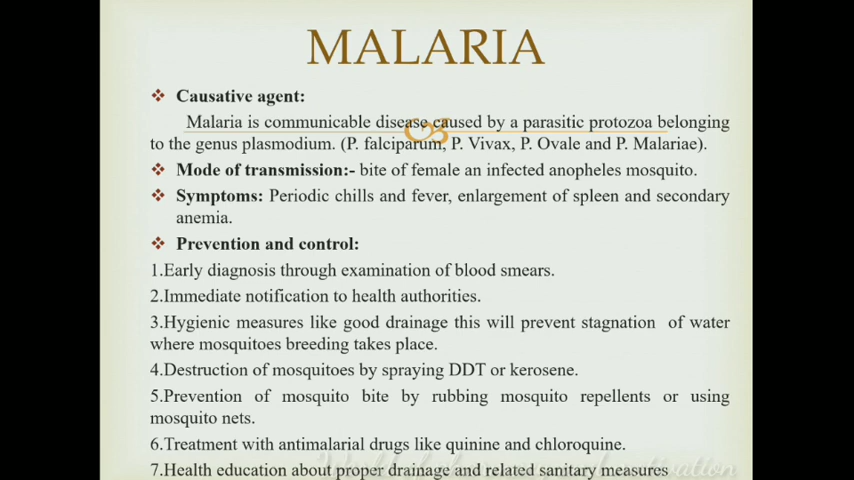 MALARIA
❖ Causative agent:
Malaria is communicable disease caused by a parasitic protozoa belonging
to the genus plasmodium. (P. falciparum, P. Vivax, P. Ovale and P. Malariae).
❖ Mode of transmission:- bite of female an infected anopheles mosquito.
❖ Symptoms: Periodic chills and fever, enlargement of spleen and secondary
anemia.
❖ Prevention and control:
1.Early diagnosis through examination of blood smears.
2.Immediate notification to health authorities.
3.Hygienic measures like good drainage this will prevent stagnation of water
where mosquitoes breeding takes place.
4.Destruction of mosquitoes by spraying DDT or kerosene.
5.Prevention of mosquito bite by rubbing mosquito repellents or using
mosquito nets.
6.Treatment with antimalarial drugs like quinine and chloroquine.
7.Health education about proper drainage and related sanitary measures